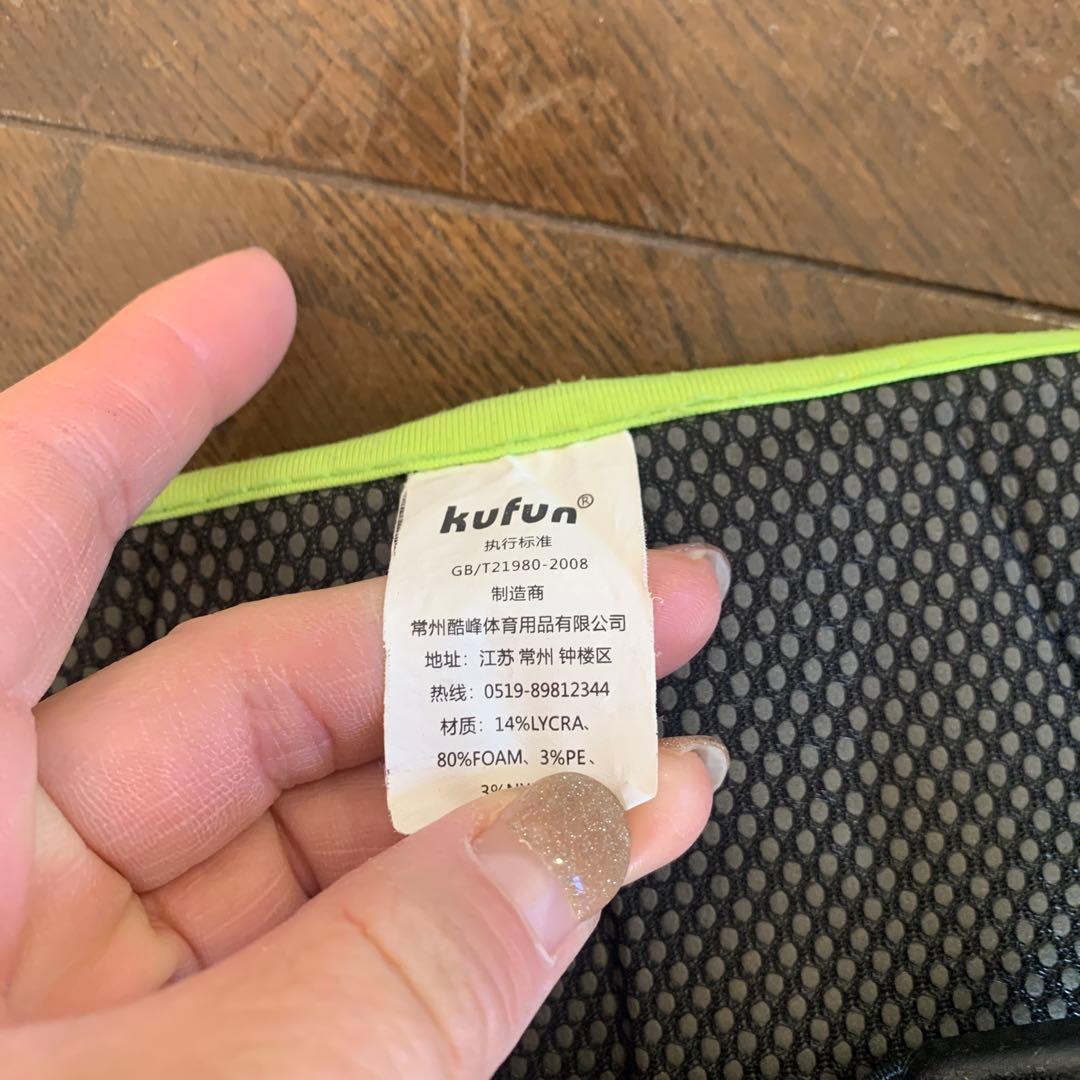 kufun®
执行标准
GB/T21980-2008
制造商
常州酷峰体育用品有限公司
地址：江苏 常州 钟楼区
热线：0519-89812344
材质：14%LYCRA、
80%FOAM、3%PE、